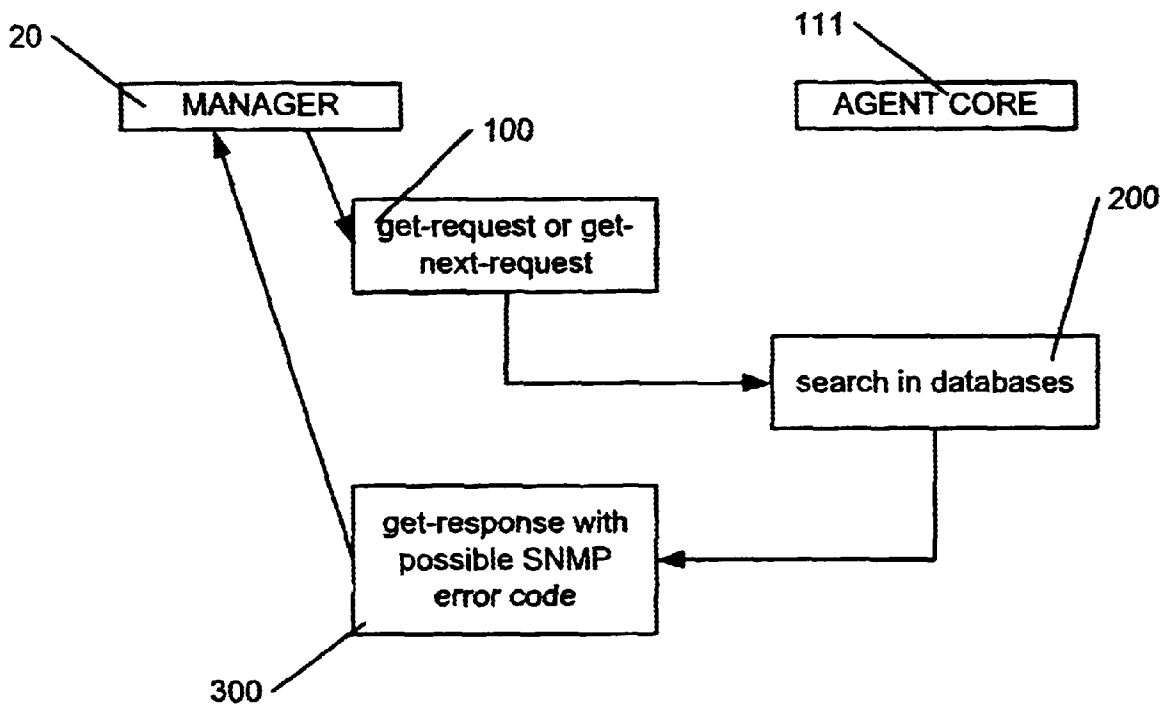 20
111
MANAGER
AGENT CORE
100
get-request or get-
next-request
200
search in databases
get-response with
possible SNMP
error code
300